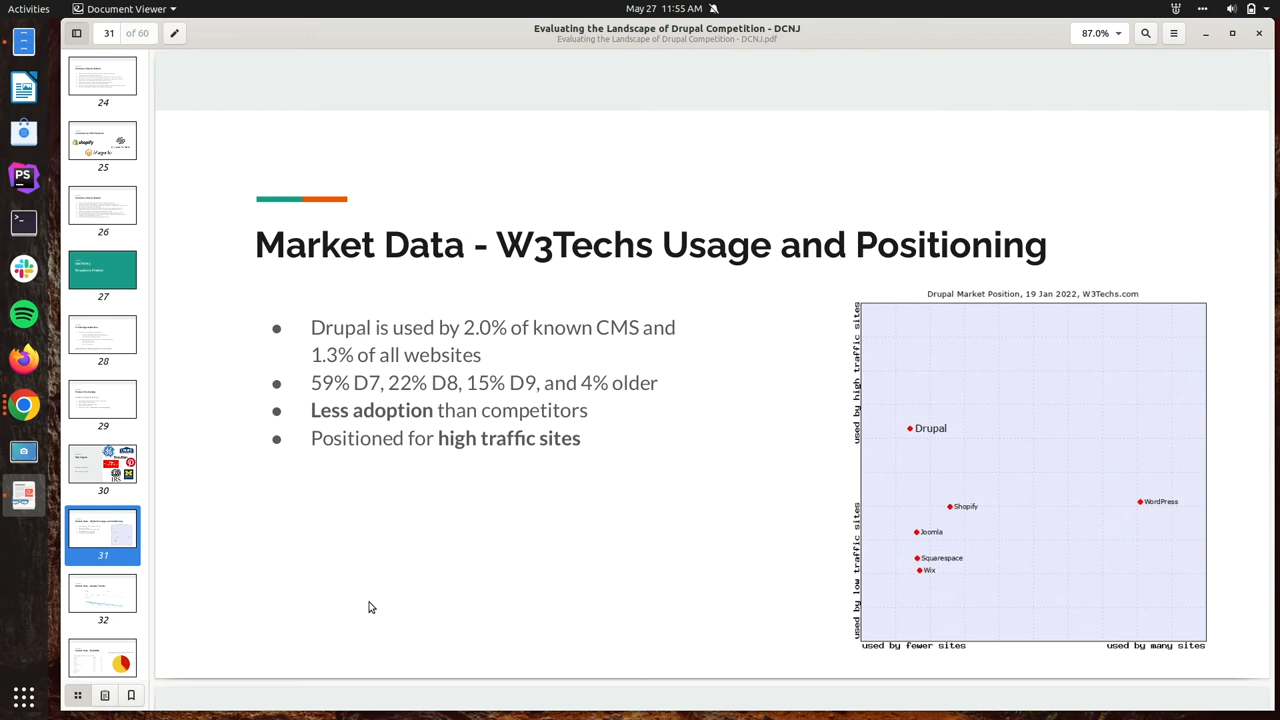 Activities
Document Viewer
May 27 11:55 AM
31
of 60
Evaluating the Landscape of Drupal Competition - DCNJ
Evaluating the Landscape of Drupal Competition - DCNJ.pdf
87.0%
24
shopify
25
26
27
28
29
30
31
32
PS
Market Data - W3Techs Usage and Positioning
Drupal is used by 2.0% of known CMS and
1.3% of all websites
59% D7, 22% D8, 15% D9, and 4% older
Less adoption than competitors
Positioned for high traffic sites
Drupal Market Position, 19 Jan 2022, W3Techs.com
used by high traffic sites
used by low traffic sites
Drupal
WordPress
Shopify
Joomla
Squarespace
Wix
used by fewer sites
used by many sites